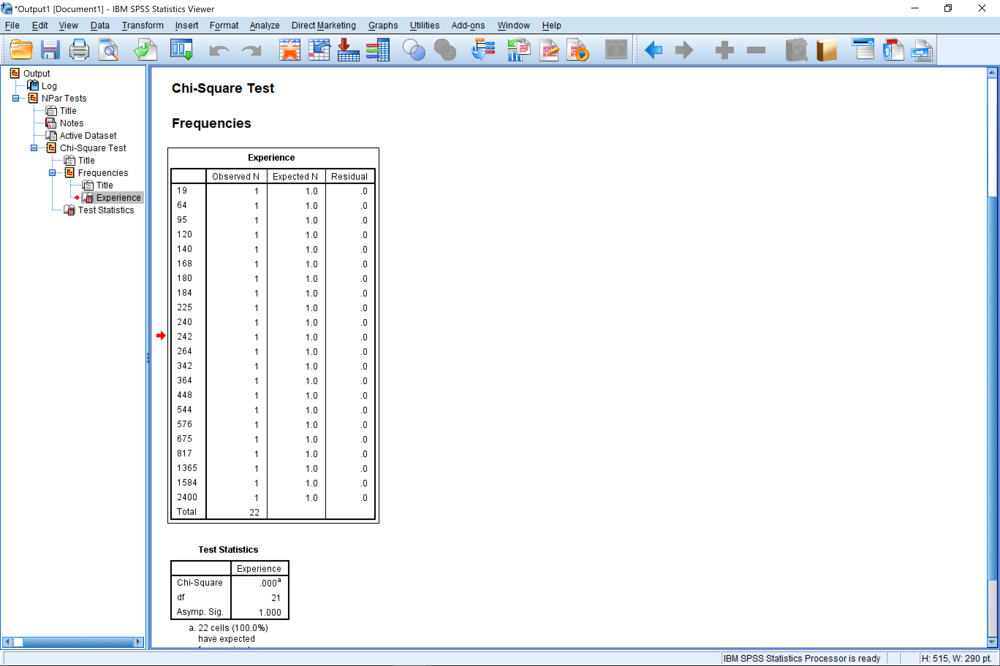 *Output1 [Document1] - IBM SPSS Statistics Viewer
File Edit View Data Transform Insert Format Analyze Direct Marketing Graphs Utilities Add-ons Window Help
Output
Log
NPar Tests
Title
Notes
Active Dataset
Chi-Square Test
Title
Frequencies
Title
Experience
Test Statistics
Chi-Square Test
Frequencies
Experience
Observed N Expected N Residual
19 1 1.0 .0
64 1 1.0 .0
95 1 1.0 .0
120 1 1.0 .0
140 1 1.0 .0
168 1 1.0 .0
180 1 1.0 .0
184 1 1.0 .0
225 1 1.0 .0
240 1 1.0 .0
242 1 1.0 .0
264 1 1.0 .0
342 1 1.0 .0
364 1 1.0 .0
448 1 1.0 .0
544 1 1.0 .0
576 1 1.0 .0
675 1 1.0 .0
817 1 1.0 .0
1365 1 1.0 .0
1584 1 1.0 .0
2400 1 1.0 .0
Total 22
Test Statistics
Experience
Chi-Square .000a
df 21
Asymp. Sig. 1.000
a. 22 cells (100.0%)
have expected
IBM SPSS Statistics Processor is ready H: 515, W: 290 pt.